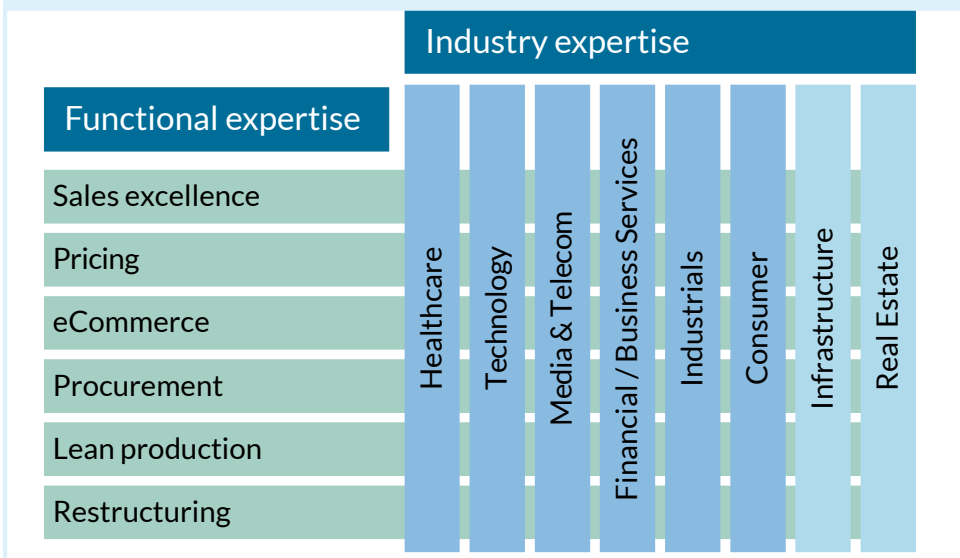 Industry expertise
Functional expertise
Sales excellence
Pricing
eCommerce
Procurement
Lean production
Restructuring
Healthcare
Technology
Media & Telecom
Financial / Business Services
Industrials
Consumer
Infrastructure
Real Estate